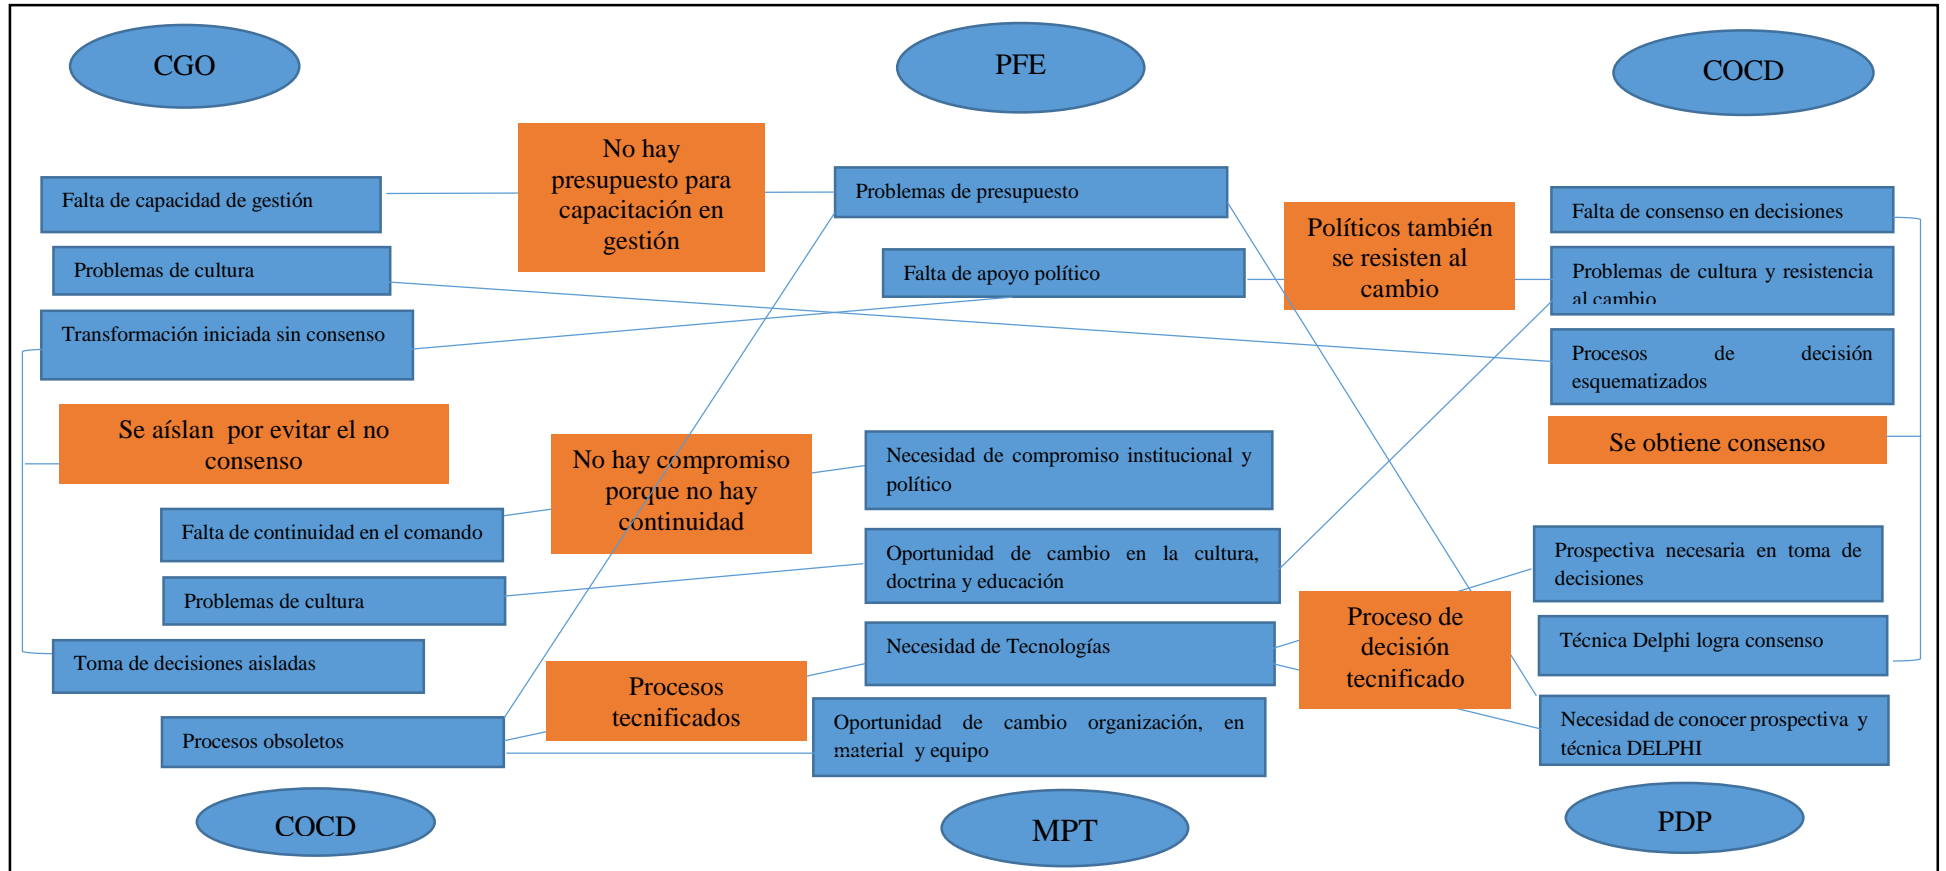 CGO
PFE
COCD
No hay
presupuesto para
capacitación en
gestión
Falta de capacidad de gestión
Problemas de presupuesto
Falta de consenso en decisiones
Políticos también
se resisten al
cambio
Problemas de cultura
Falta de apoyo político
Problemas de cultura y resistencia
al cambio
Transformación iniciada sin consenso
Procesos de decisión
esquematizados
Se aíslan por evitar el no
consenso
No hay compromiso
porque no hay
continuidad
Necesidad de compromiso institucional y
político
Se obtiene consenso
Falta de continuidad en el comando
Oportunidad de cambio en la cultura,
doctrina y educación
Prospectiva necesaria en toma de
decisiones
Problemas de cultura
Proceso de
decisión
tecnificado
Toma de decisiones aisladas
Necesidad de Tecnologías
Técnica Delphi logra consenso
Procesos
tecnificados
Procesos obsoletos
Oportunidad de cambio organización, en
material y equipo
Necesidad de conocer prospectiva y
técnica DELPHI
COCD
MPT
PDP